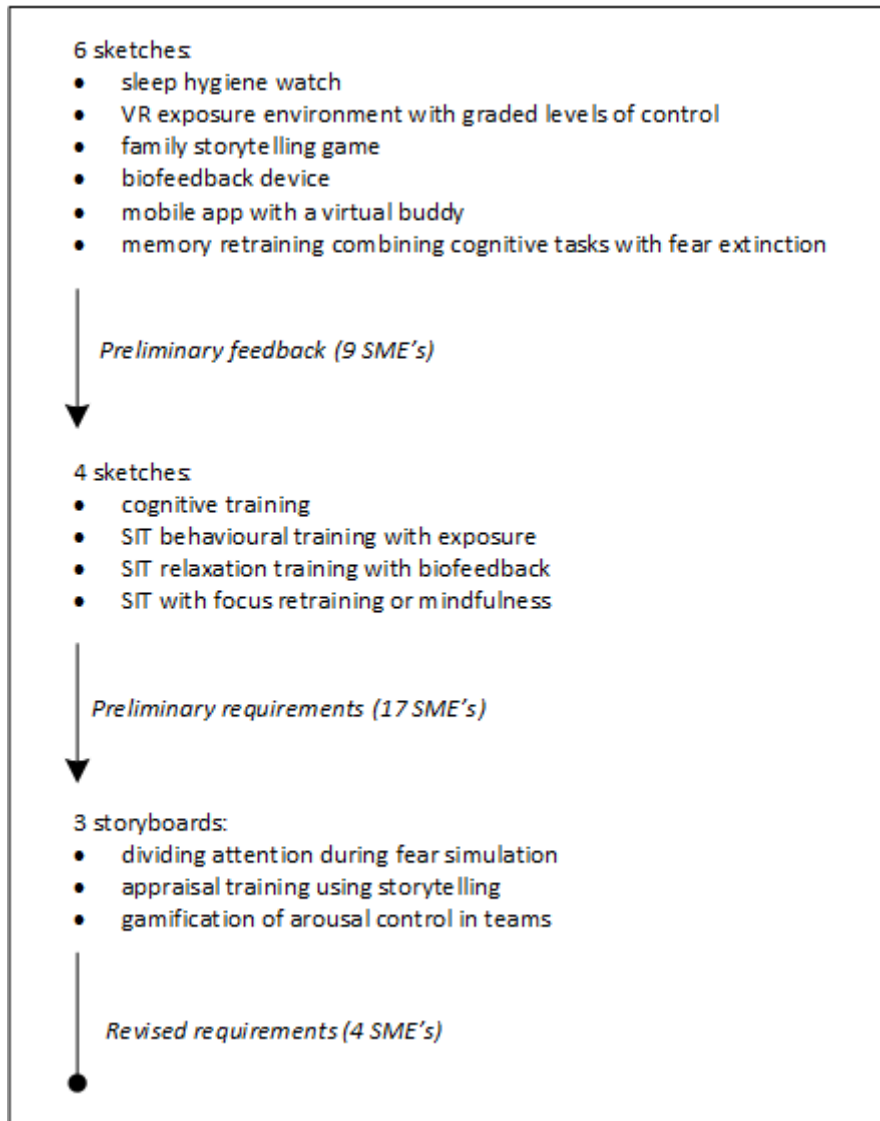 6 sketches:
• sleep hygiene watch
• VR exposure environment with graded levels of control
• family storytelling game
• biofeedback device
• mobile app with a virtual buddy
• memory retraining combining cognitive tasks with fear extinction
Preliminary feedback (9 SME's)
4 sketches:
• cognitive training
• SIT behavioural training with exposure
• SIT relaxation training with biofeedback
• SIT with focus retraining or mindfulness
Preliminary requirements (17 SME's)
3 storyboards:
• dividing attention during fear simulation
• appraisal training using storytelling
• gamification of arousal control in teams
Revised requirements (4 SME's)